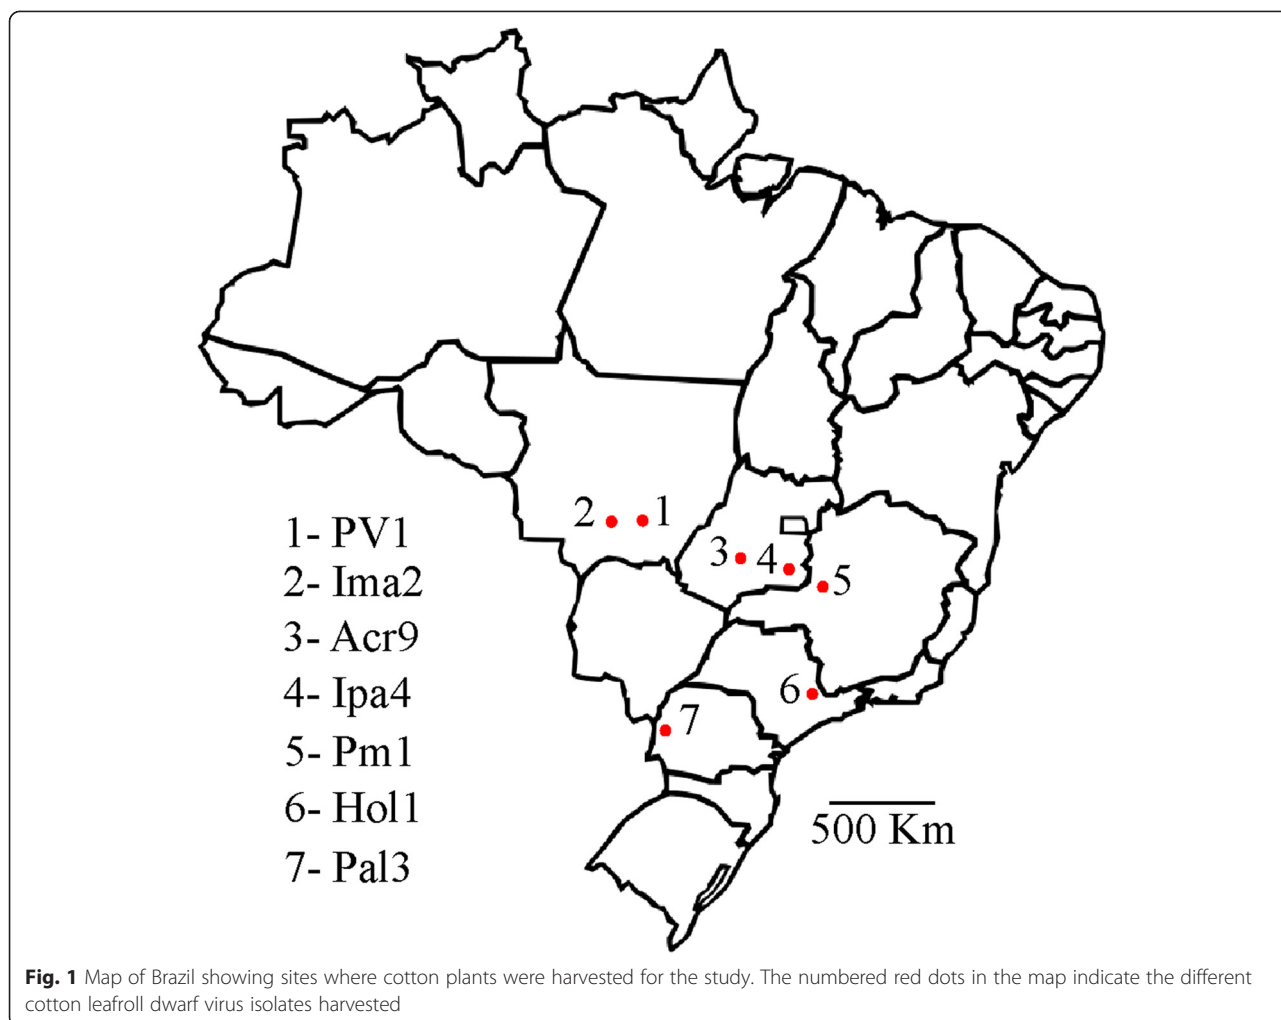 2 1
3 4
5
6
7
1- PV1
2- Ima2
3- Acr9
4- Ipa4
5- Pm1
6- Hol1
7- Pal3
500 Km
Fig. 1 Map of Brazil showing sites where cotton plants were harvested for the study. The numbered red dots in the map indicate the different
cotton leafroll dwarf virus isolates harvested